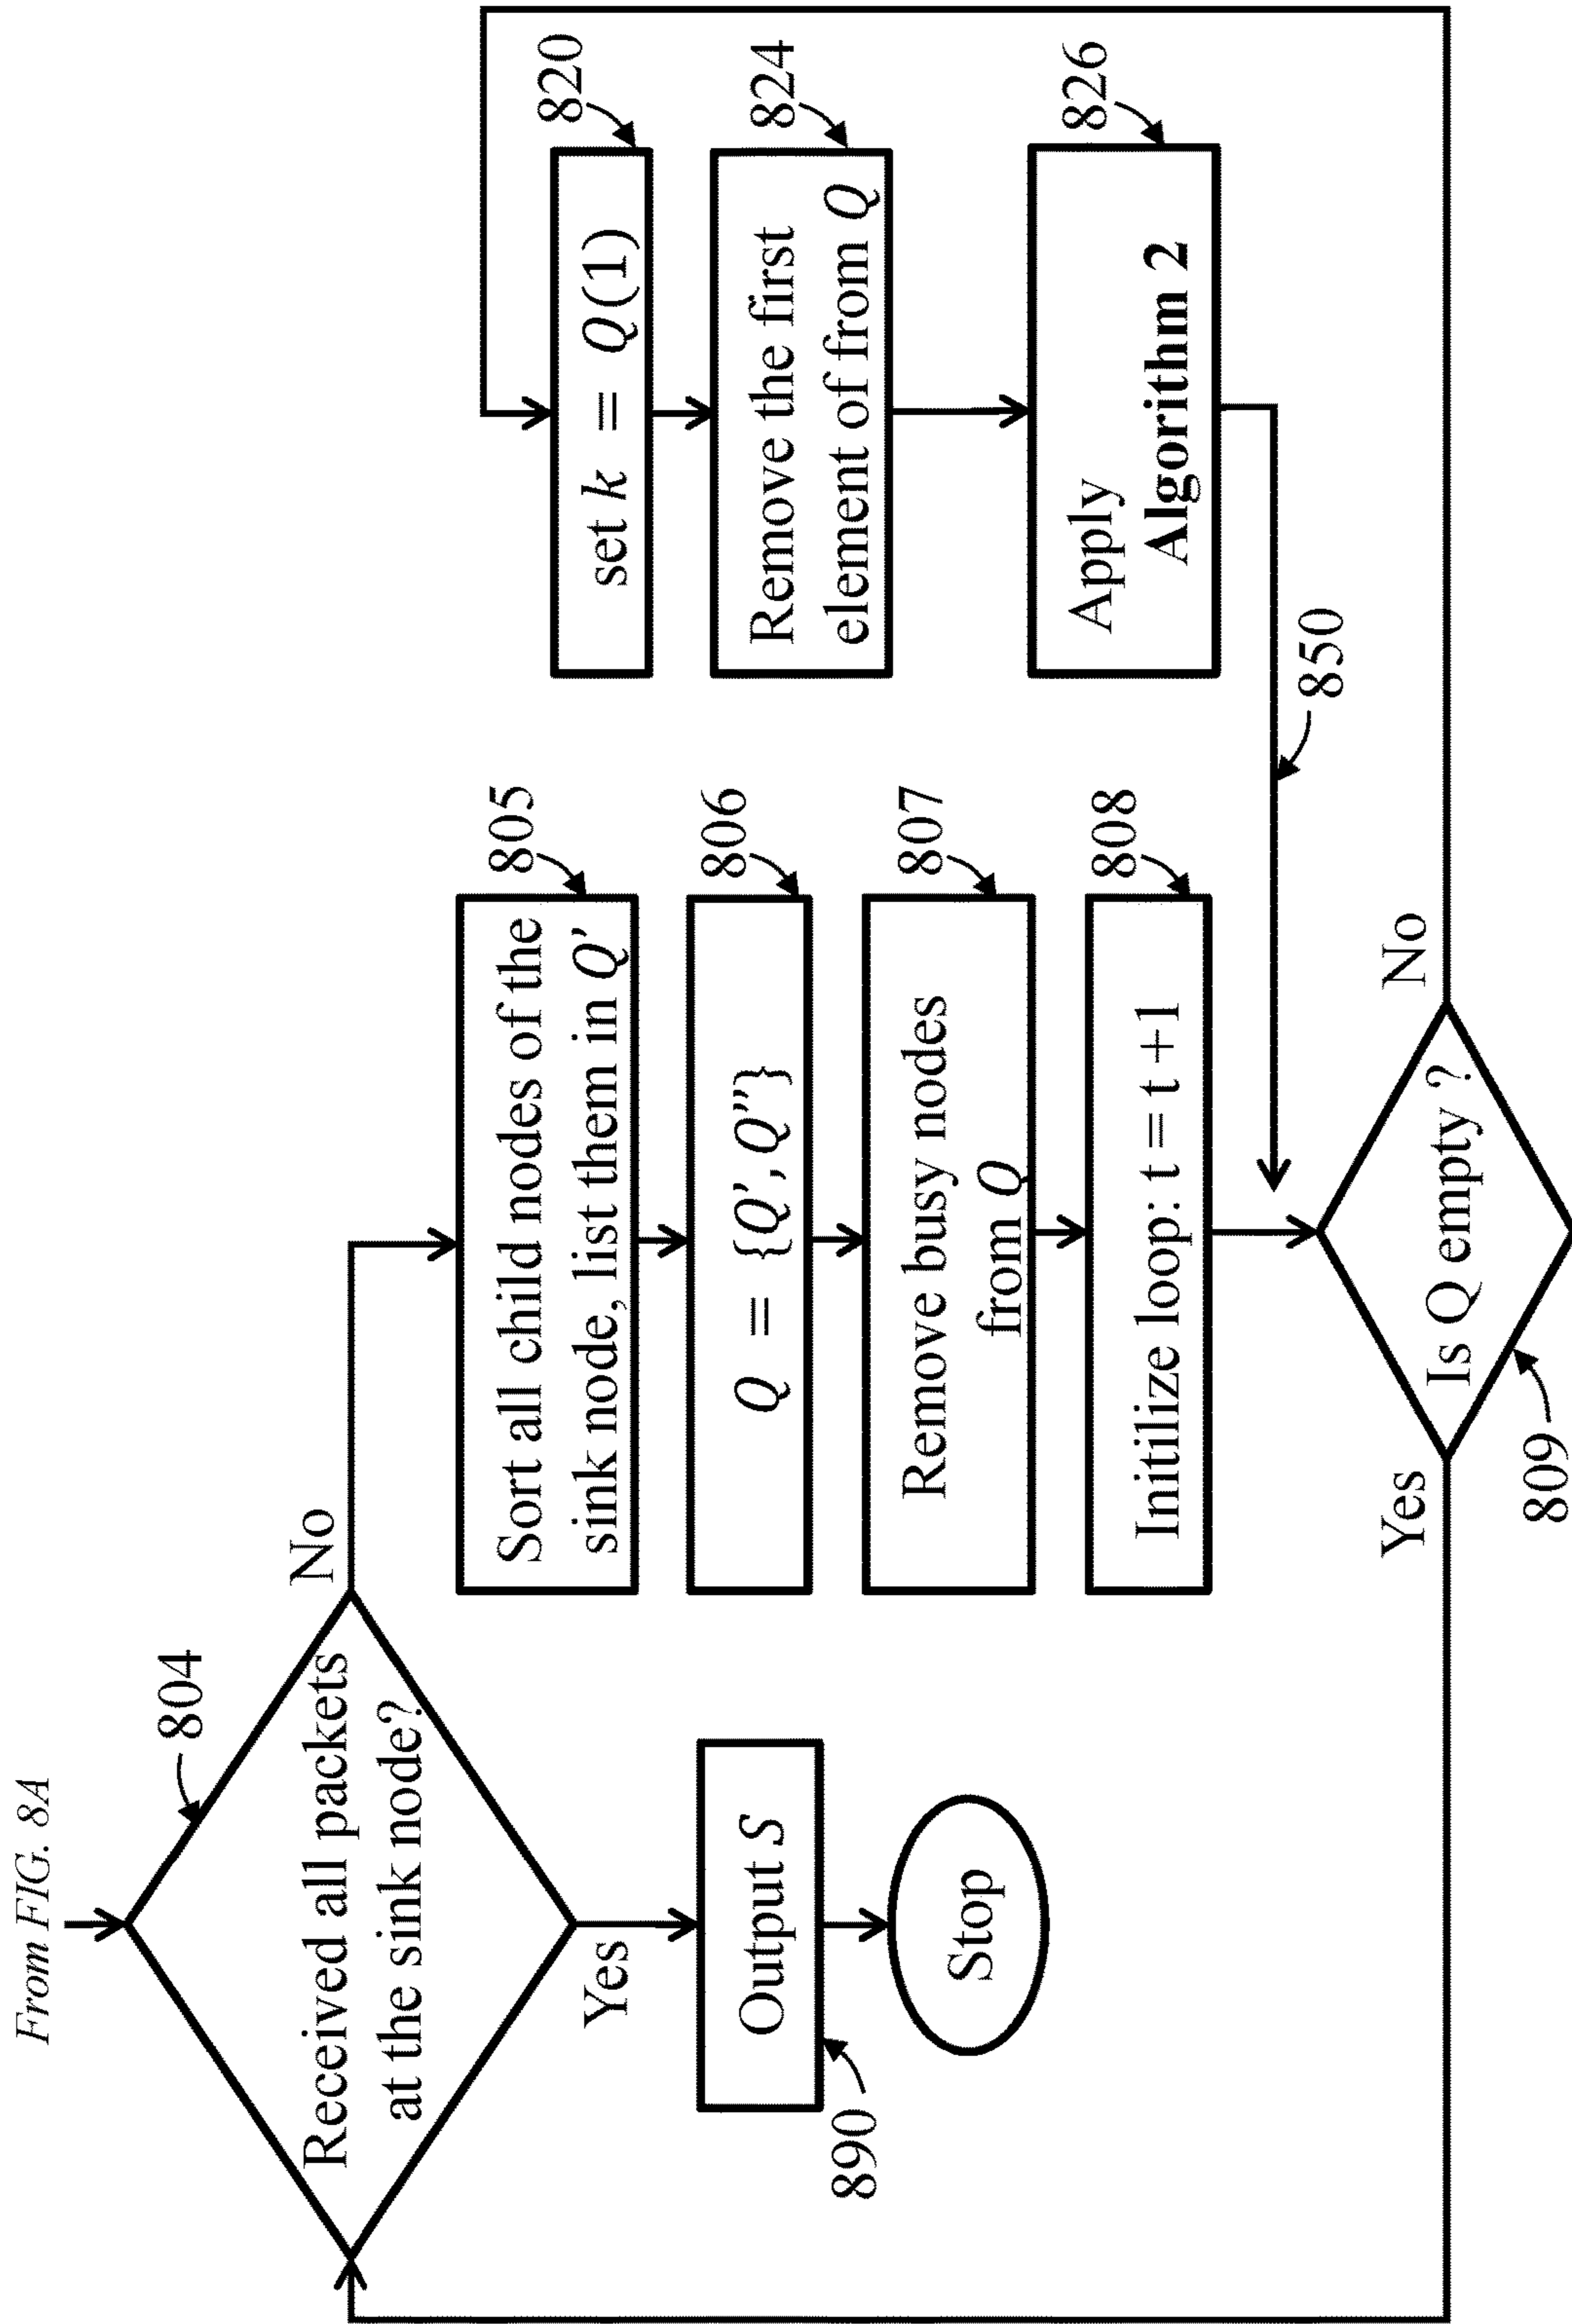 From FIG. 8A
804
Received all packets
at the sink node?
No
Yes
Output S
890
Stop
805
Sort all child nodes of the
sink node, list them in Q'
806
Q = {Q', Q''}
807
Remove busy nodes
from Q
808
Initilize loop: t = t +1
Is Q empty ?
809
Yes
No
820
set k = Q(1)
824
Remove the first
element of from Q
826
Apply
Algorithm 2
850